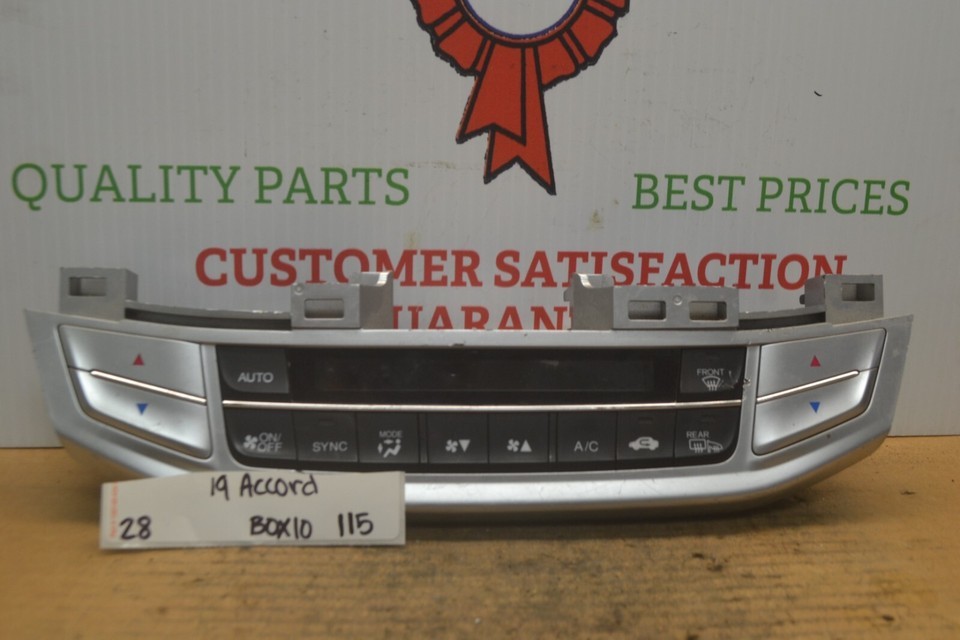 QUALITY PARTS
BEST PRICES
CUSTOMER SATISFACTION
AUTO
FRONT
ON/
OFF
SYNC
MODE
A/C
REAR
19 Accord
28 BOX10 115